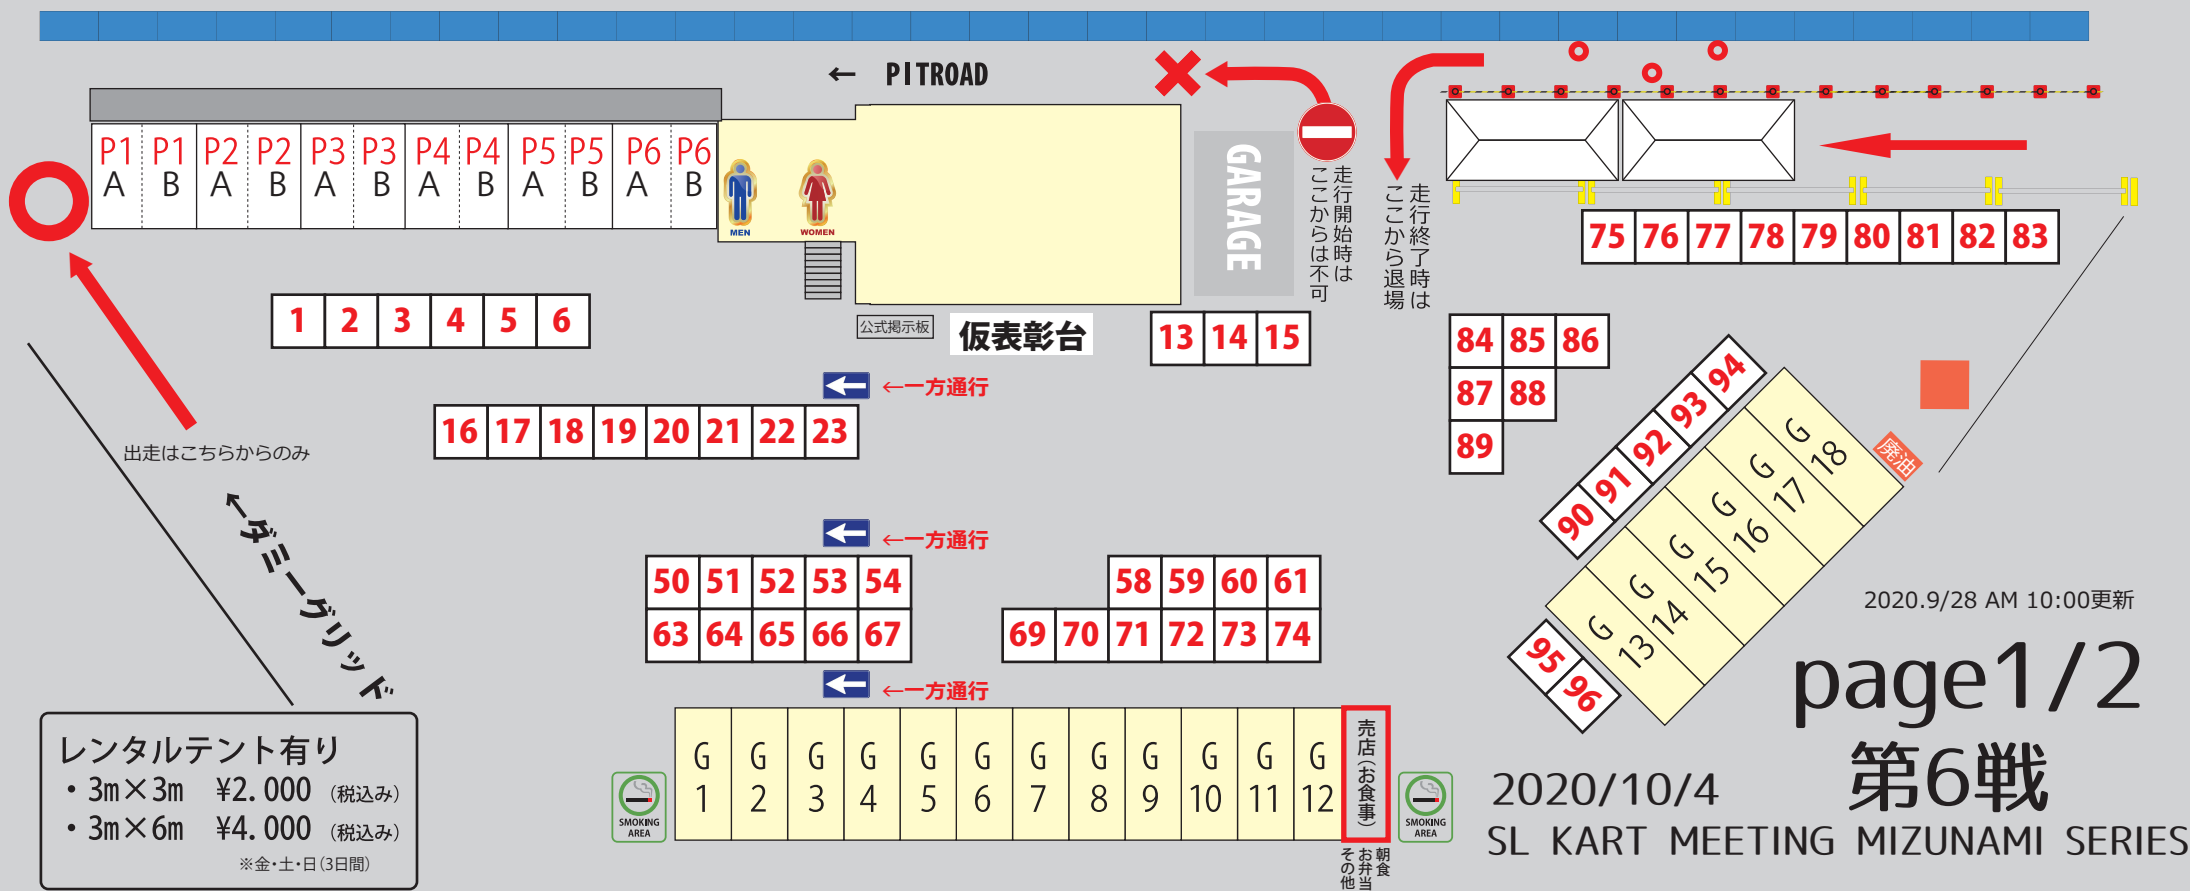 ← PITROAD
P1 A
P1 B
P2 A
P2 B
P3 A
P3 B
P4 A
P4 B
P5 A
P5 B
P6 A
P6 B
MEN
WOMEN
GARAGE
走行開始時は
ここからは不可
走行終了時は
ここから退場
75 76 77 78 79 80 81 82 83
1 2 3 4 5 6
公式掲示板
仮表彰台
13 14 15
84 85 86
87 88
89
←一方通行
16 17 18 19 20 21 22 23
出走はこちらからのみ
←ダミーグリッド
90 91 92 93 94
G 18
G 17
G 16
G 15
G 14
G 13
廃油
95 96
←一方通行
50 51 52 53 54
63 64 65 66 67
58 59 60 61
69 70 71 72 73 74
←一方通行
G 1
G 2
G 3
G 4
G 5
G 6
G 7
G 8
G 9
G 10
G 11
G 12
売店(お食事)
朝食
お弁当
その他
SMOKING
AREA
SMOKING
AREA
レンタルテント有り
・3m×3m ¥2.000 (税込み)
・3m×6m ¥4.000 (税込み)
※金・土・日(3日間)
2020.9/28 AM 10:00更新
page1/2
第6戦
2020/10/4
SL KART MEETING MIZUNAMI SERIES